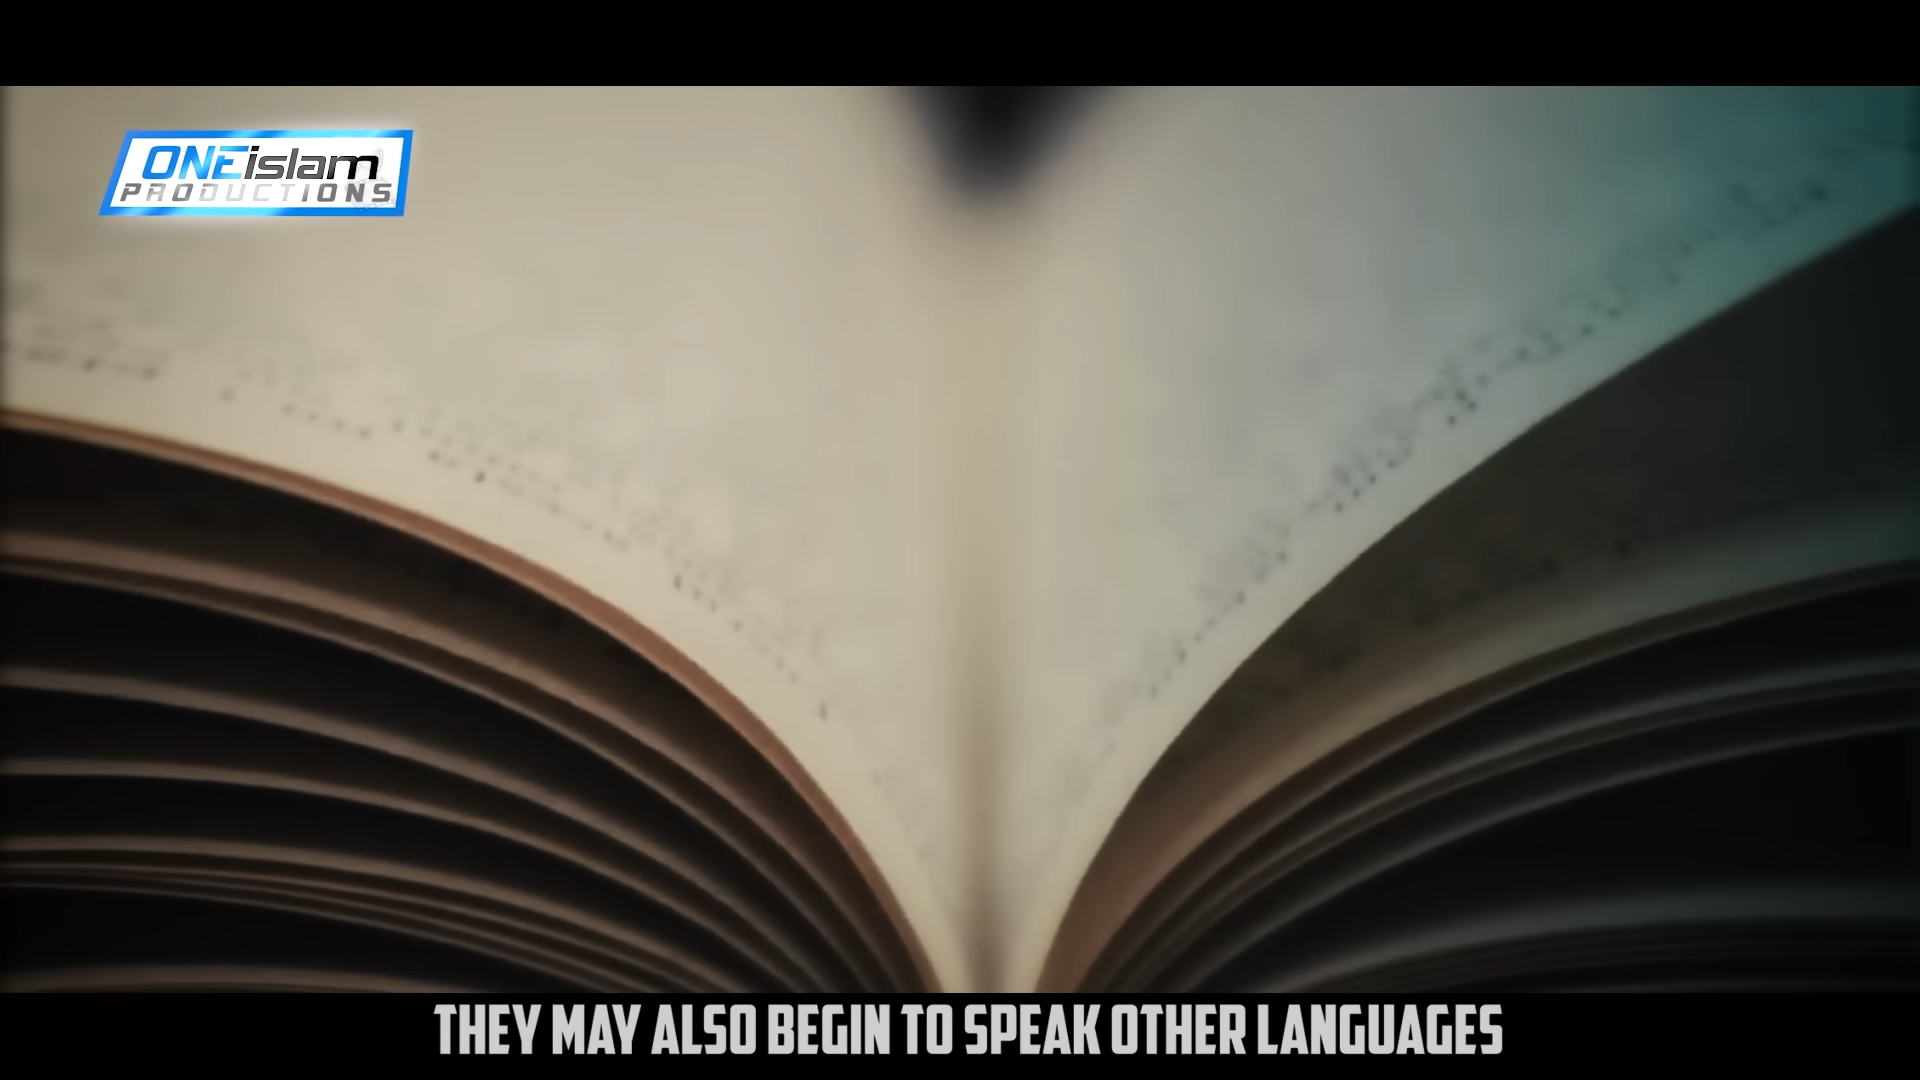 ONEislam
PRODUCTIONS
THEY MAY ALSO BEGIN TO SPEAK OTHER LANGUAGES